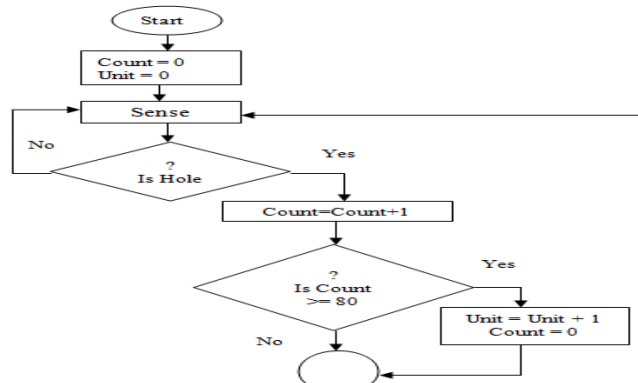 Start
Count = 0
Unit = 0
Sense
No
Yes
?
Is Hole
Count=Count+1
?
Is Count
>= 80
Yes
Unit = Unit + 1
Count = 0
No